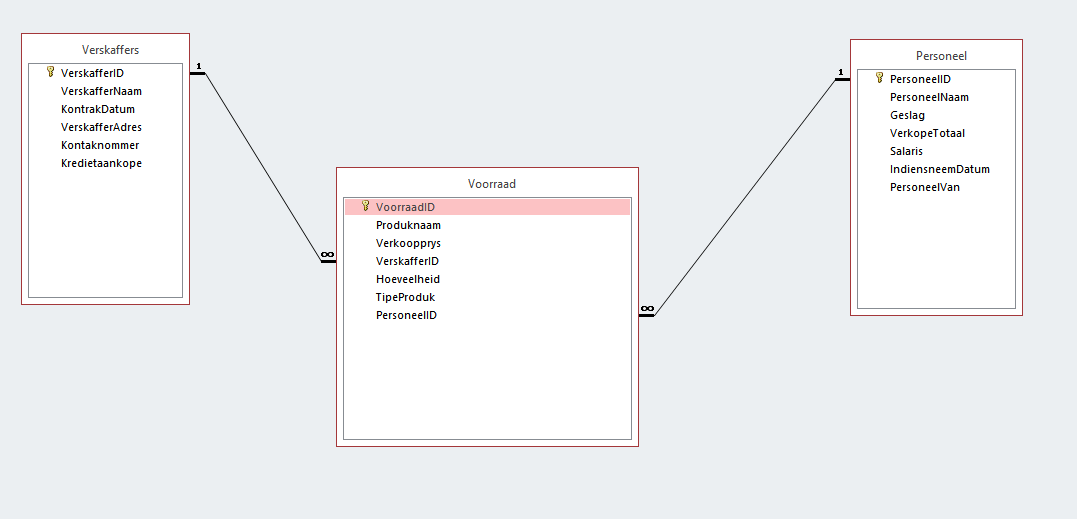 Verskaffers
VerskafferID
VerskafferNaam
KontrakDatum
VerskafferAdres
Kontaknommer
Kredietaankope
1
∞
Voorraad
VoorraadID
Produknaam
Verkoopprys
VerskafferID
Hoeveelheid
TipeProduk
PersoneelID
∞
1
Personeel
PersoneelID
PersoneelNaam
Geslag
VerkopeTotaal
Salaris
IndiensneemDatum
PersoneelVan